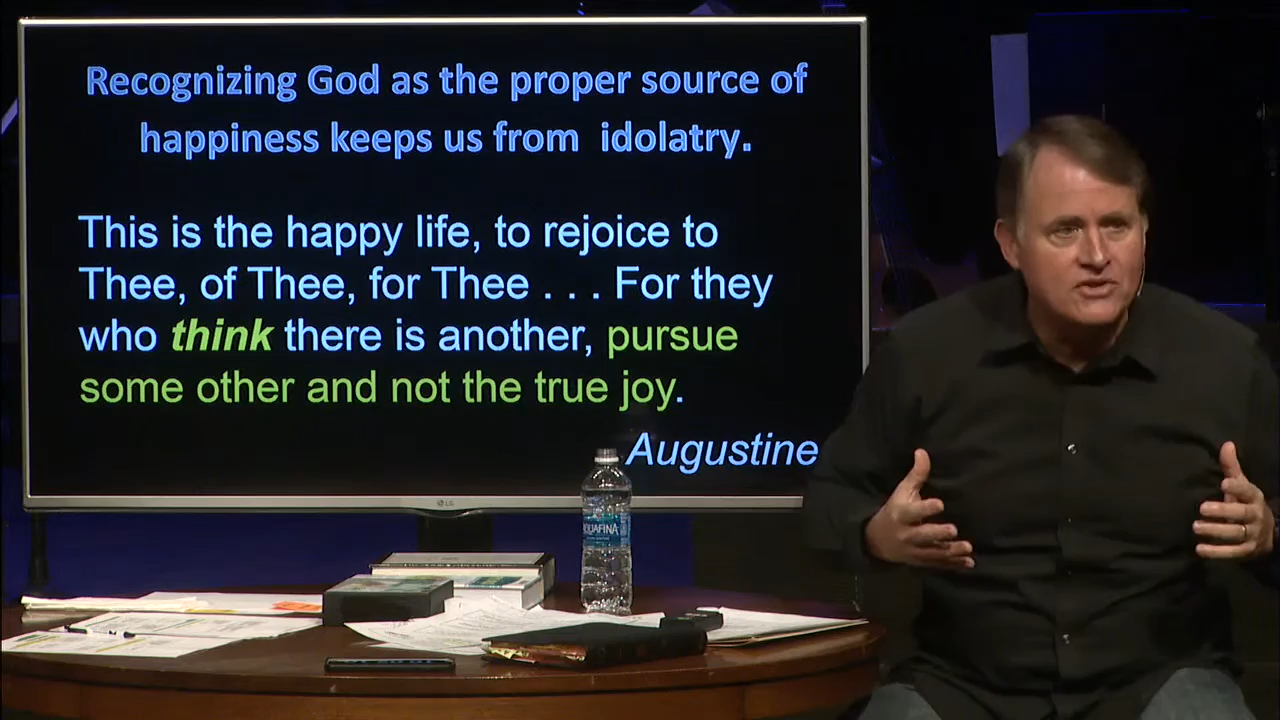 Recognizing God as the proper source of
happiness keeps us from idolatry.
This is the happy life, to rejoice to
Thee, of Thee, for Thee . . . For they
who think there is another, pursue
some other and not the true joy.
Augustine
LG
AQUAFINA